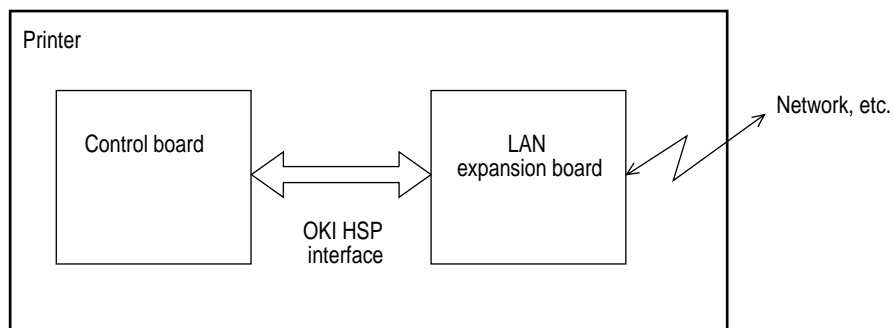 Printer
Control board
LAN
expansion board
OKI HSP
interface
Network, etc.